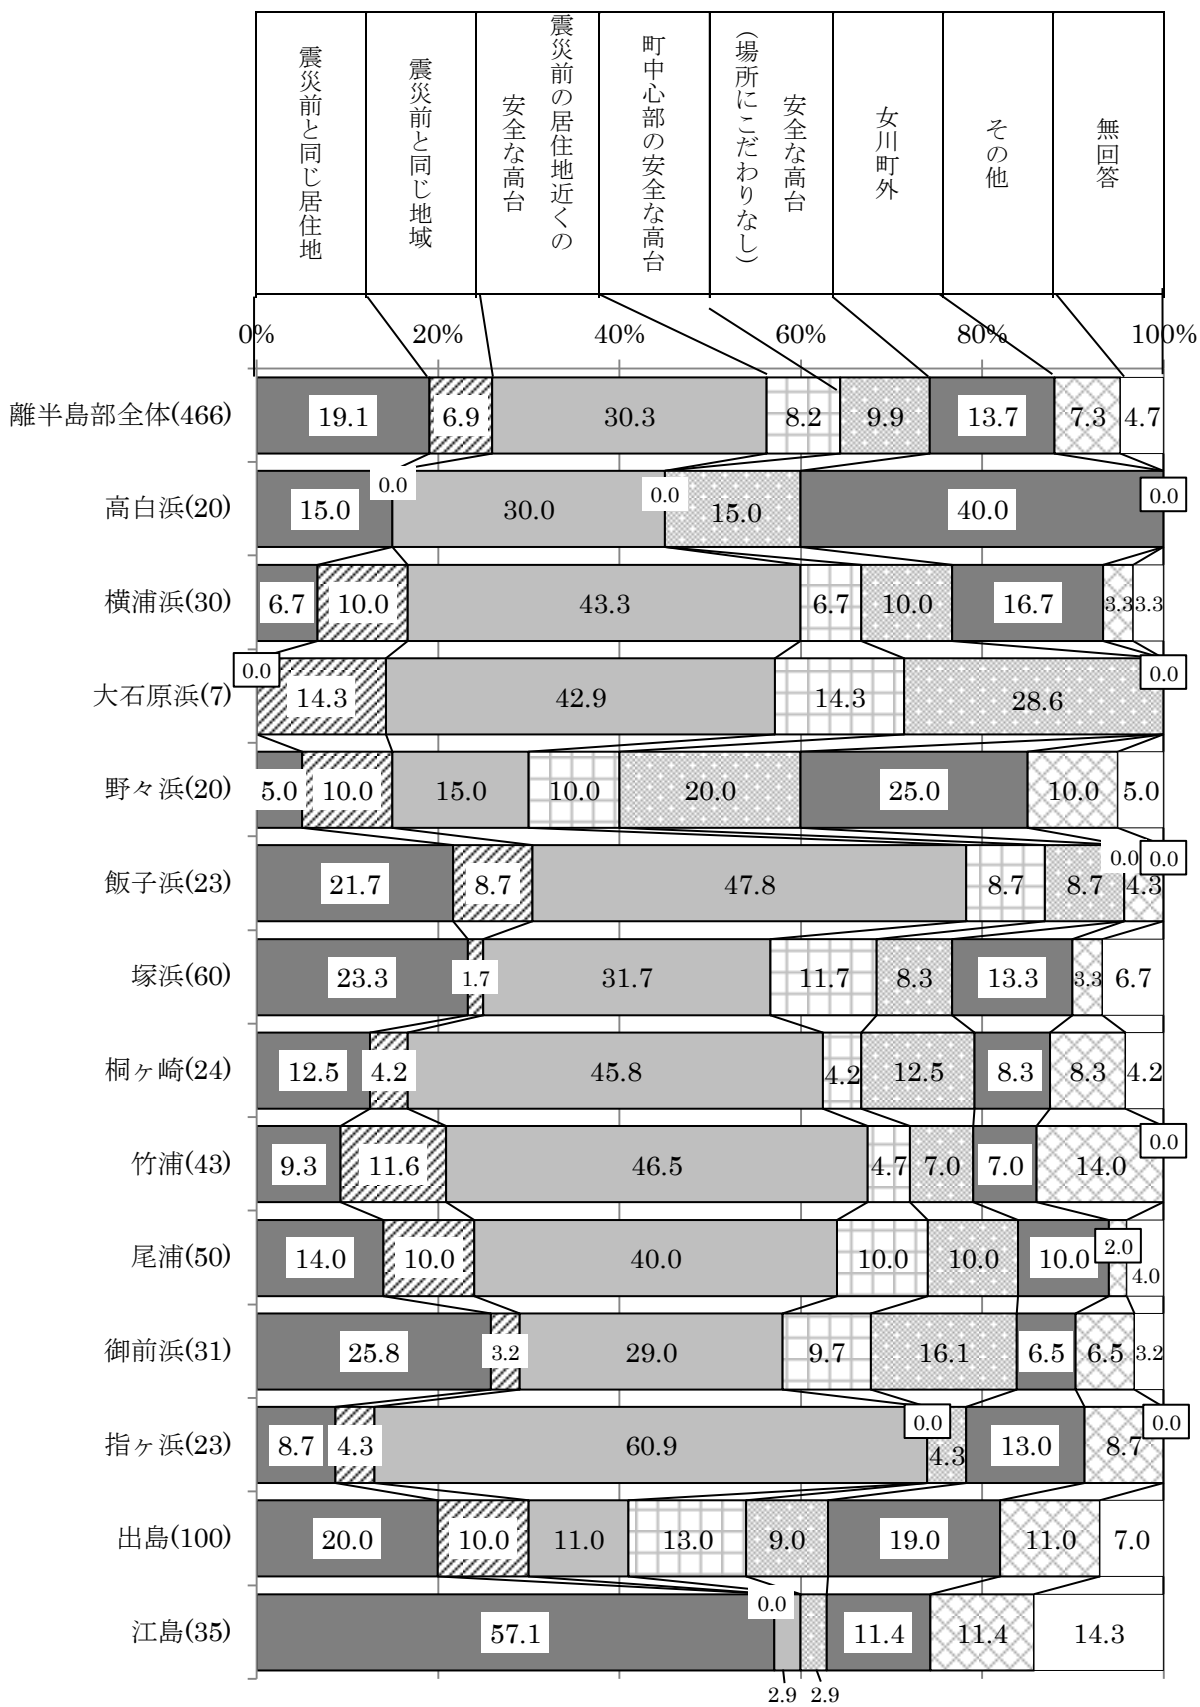 震災前と同じ居住地
震災前と同じ地域
震災前の居住地近くの
安全な高台
町中心部の安全な高台
安全な高台
(場所にこだわりなし)
女川町外
その他
無回答
0% 20% 40% 60% 80% 100%
離半島部全体(466) 19.1 6.9 30.3 8.2 9.9 13.7 7.3 4.7
高白浜(20) 15.0 0.0 30.0 0.0 15.0 40.0 0.0
横浦浜(30) 6.7 10.0 43.3 6.7 10.0 16.7 3.3 3.3
大石原浜(7) 0.0 14.3 42.9 14.3 28.6 0.0
野々浜(20) 5.0 10.0 15.0 10.0 20.0 25.0 10.0 5.0
飯子浜(23) 21.7 8.7 47.8 8.7 8.7 0.0 4.3 0.0
塚浜(60) 23.3 1.7 31.7 11.7 8.3 13.3 3.3 6.7
桐ヶ崎(24) 12.5 4.2 45.8 4.2 12.5 8.3 8.3 4.2
竹浦(43) 9.3 11.6 46.5 4.7 7.0 7.0 14.0 0.0
尾浦(50) 14.0 10.0 40.0 10.0 10.0 10.0 2.0 4.0
御前浜(31) 25.8 3.2 29.0 9.7 16.1 6.5 6.5 3.2
指ヶ浜(23) 8.7 4.3 60.9 0.0 4.3 13.0 8.7 0.0
出島(100) 20.0 10.0 11.0 13.0 9.0 19.0 11.0 7.0
江島(35) 57.1 0.0 2.9 2.9 11.4 11.4 14.3